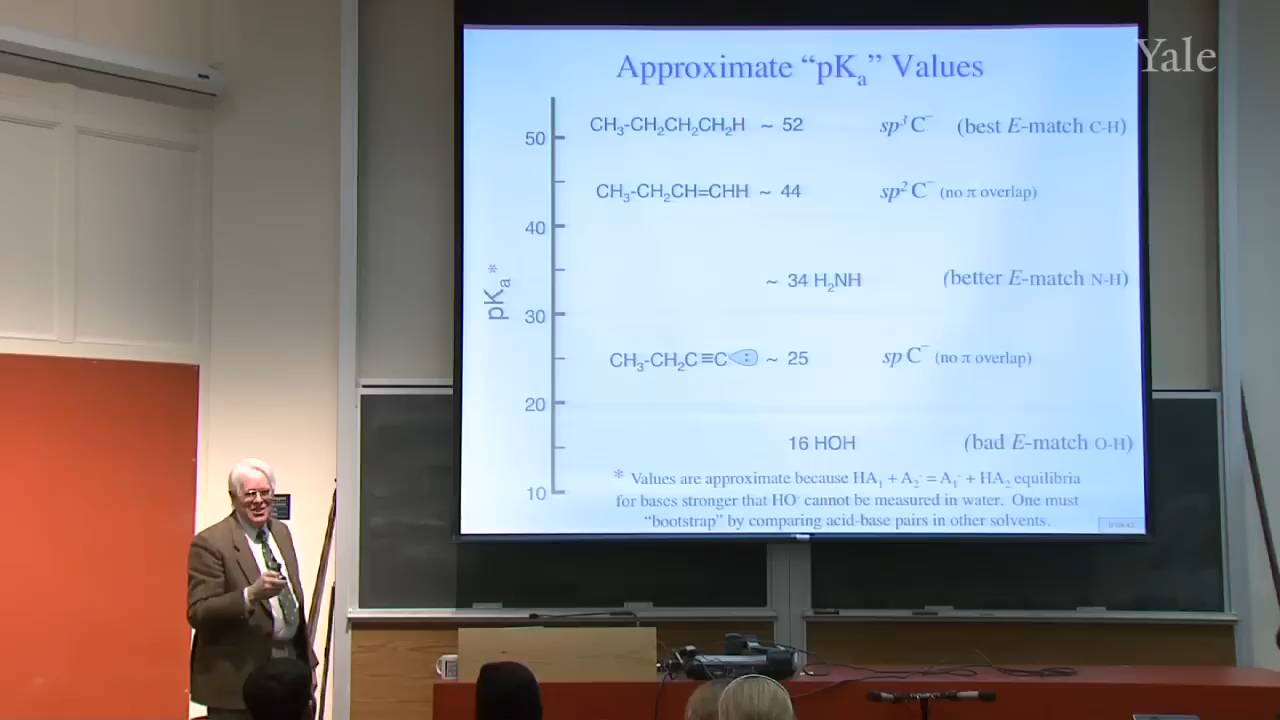 Yale
Approximate “pKₐ” Values
50
CH₃-CH₂CH₂CH₂H ~ 52 sp³ C⁻ (best E-match C-H)
CH₃-CH₂CH=CHH ~ 44 sp² C⁻ (no π overlap)
40
~ 34 H₂NH (better E-match N-H)
pKₐ*
30
CH₃-CH₂C≡C : ~ 25 sp C⁻ (no π overlap)
20
16 HOH (bad E-match O-H)
10
* Values are approximate because HA₁ + A₂⁻ = A₁⁻ + HA₂ equilibria
for bases stronger that HO⁻ cannot be measured in water. One must
“bootstrap” by comparing acid-base pairs in other solvents.